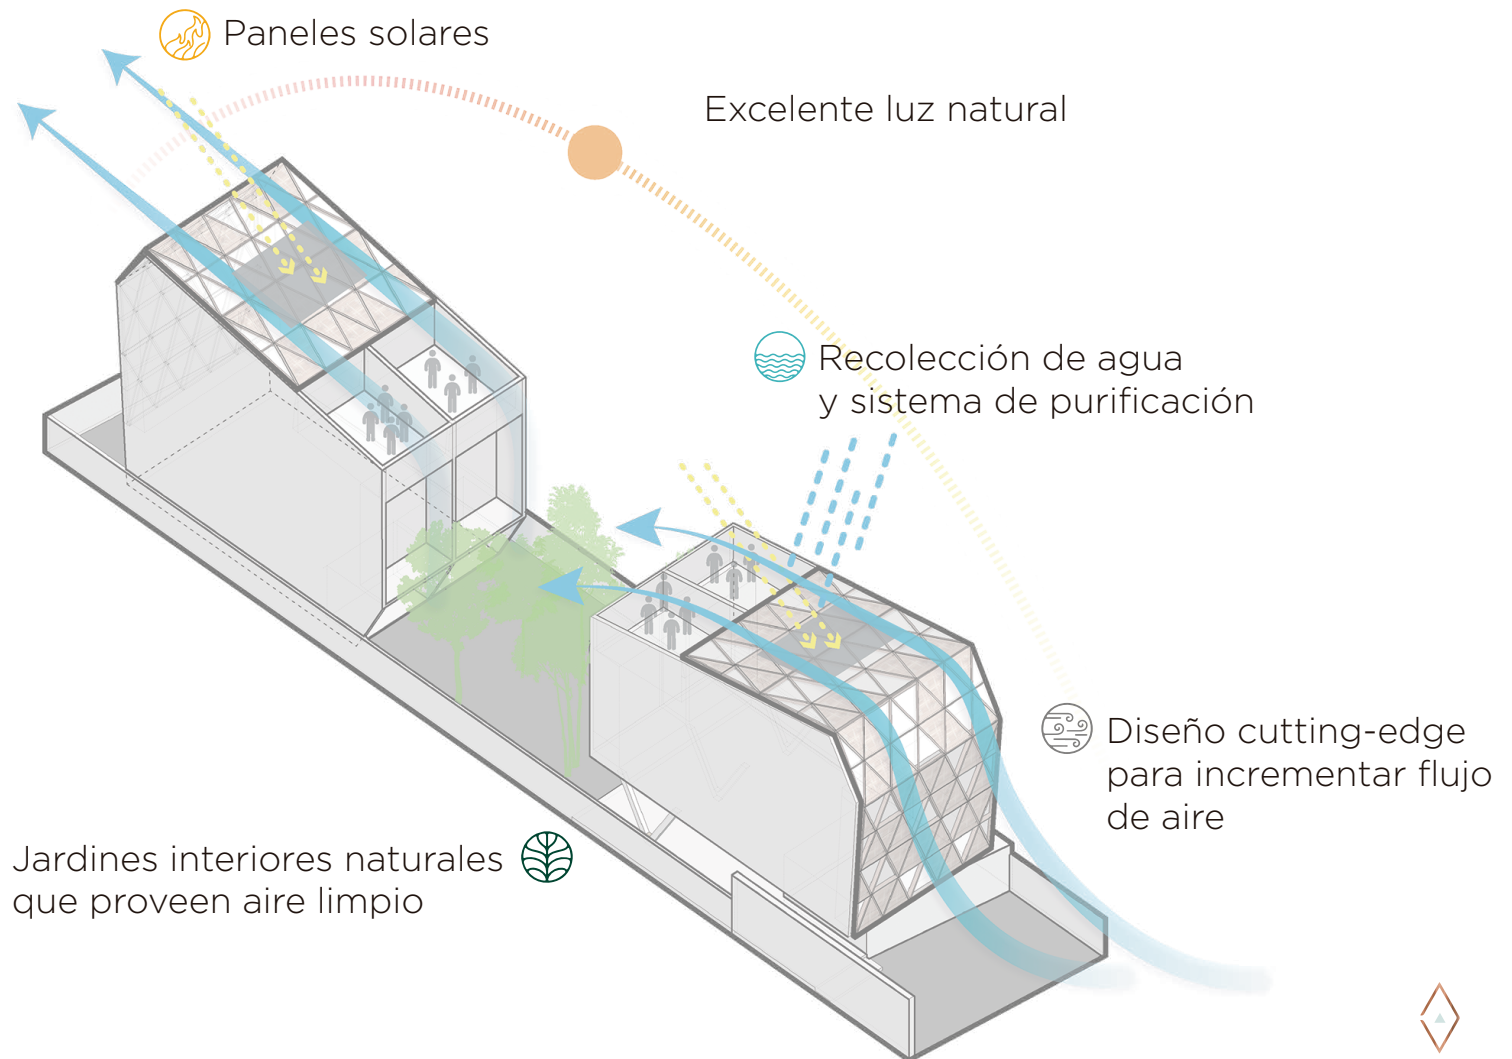 Paneles solares
Excelente luz natural
Recolección de agua
y sistema de purificación
Diseño cutting-edge
para incrementar flujo
de aire
Jardines interiores naturales
que proveen aire limpio